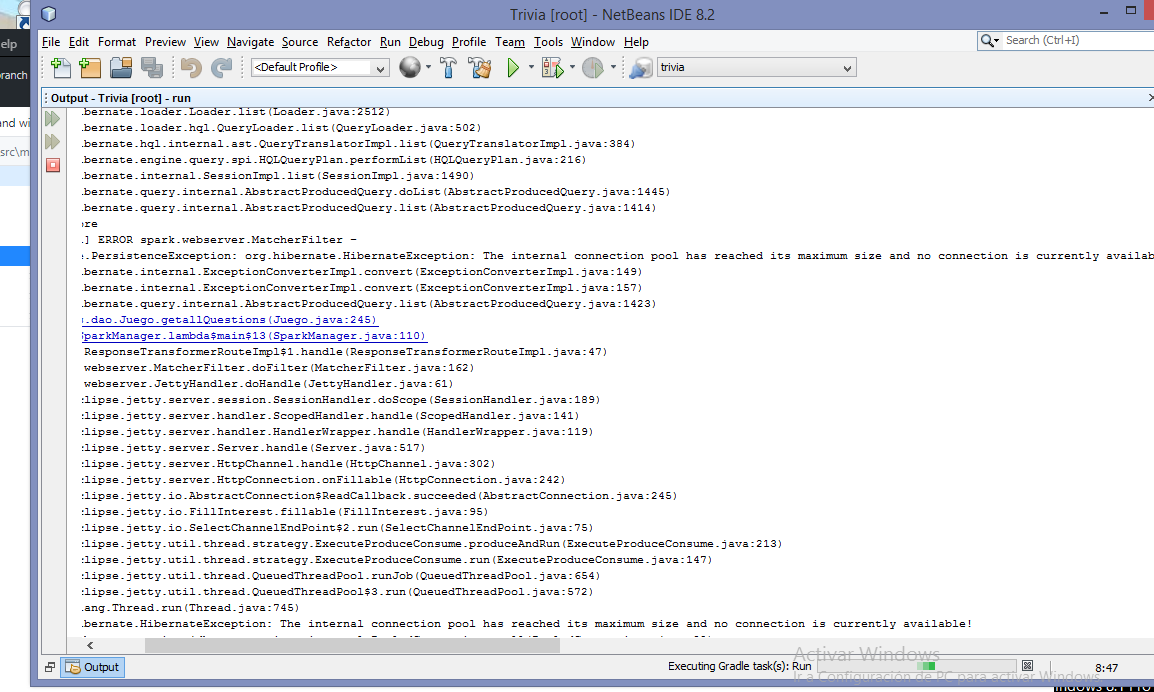 Trivia [root] - NetBeans IDE 8.2
elp
ranch
and wi
src\m
File Edit Format Preview View Navigate Source Refactor Run Debug Profile Team Tools Window Help
Search (Ctrl+I)
<Default Profile>
trivia
Output - Trivia [root] - run
.bernate.loader.Loader.list(Loader.java:2512)
.bernate.loader.hql.QueryLoader.list(QueryLoader.java:502)
.bernate.hql.internal.ast.QueryTranslatorImpl.list(QueryTranslatorImpl.java:384)
.bernate.engine.query.spi.HQLQueryPlan.performList(HQLQueryPlan.java:216)
.bernate.internal.SessionImpl.list(SessionImpl.java:1490)
.bernate.query.internal.AbstractProducedQuery.doList(AbstractProducedQuery.java:1445)
.bernate.query.internal.AbstractProducedQuery.list(AbstractProducedQuery.java:1414)
re
] ERROR spark.webserver.MatcherFilter -
.PersistenceException: org.hibernate.HibernateException: The internal connection pool has reached its maximum size and no connection is currently availab
.bernate.internal.ExceptionConverterImpl.convert(ExceptionConverterImpl.java:149)
.bernate.internal.ExceptionConverterImpl.convert(ExceptionConverterImpl.java:157)
.bernate.query.internal.AbstractProducedQuery.list(AbstractProducedQuery.java:1423)
.dao.Juego.getallQuestions(Juego.java:245)
SparkManager.lambda$main$13(SparkManager.java:110)
ResponseTransformerRouteImpl$1.handle(ResponseTransformerRouteImpl.java:47)
webserver.MatcherFilter.doFilter(MatcherFilter.java:162)
webserver.JettyHandler.doHandle(JettyHandler.java:61)
clipse.jetty.server.session.SessionHandler.doScope(SessionHandler.java:189)
clipse.jetty.server.handler.ScopedHandler.handle(ScopedHandler.java:141)
clipse.jetty.server.handler.HandlerWrapper.handle(HandlerWrapper.java:119)
clipse.jetty.server.Server.handle(Server.java:517)
clipse.jetty.server.HttpChannel.handle(HttpChannel.java:302)
clipse.jetty.server.HttpConnection.onFillable(HttpConnection.java:242)
clipse.jetty.io.AbstractConnection$ReadCallback.succeeded(AbstractConnection.java:245)
clipse.jetty.io.FillInterest.fillable(FillInterest.java:95)
clipse.jetty.io.SelectChannelEndPoint$2.run(SelectChannelEndPoint.java:75)
clipse.jetty.util.thread.strategy.ExecuteProduceConsume.produceAndRun(ExecuteProduceConsume.java:213)
clipse.jetty.util.thread.strategy.ExecuteProduceConsume.run(ExecuteProduceConsume.java:147)
clipse.jetty.util.thread.QueuedThreadPool.runJob(QueuedThreadPool.java:654)
clipse.jetty.util.thread.QueuedThreadPool$3.run(QueuedThreadPool.java:572)
lang.Thread.run(Thread.java:745)
.bernate.HibernateException: The internal connection pool has reached its maximum size and no connection is currently available!
Output
Executing Gradle task(s): Run
8:47
Activar Windows
Ir a Configuración de PC para activar Windows